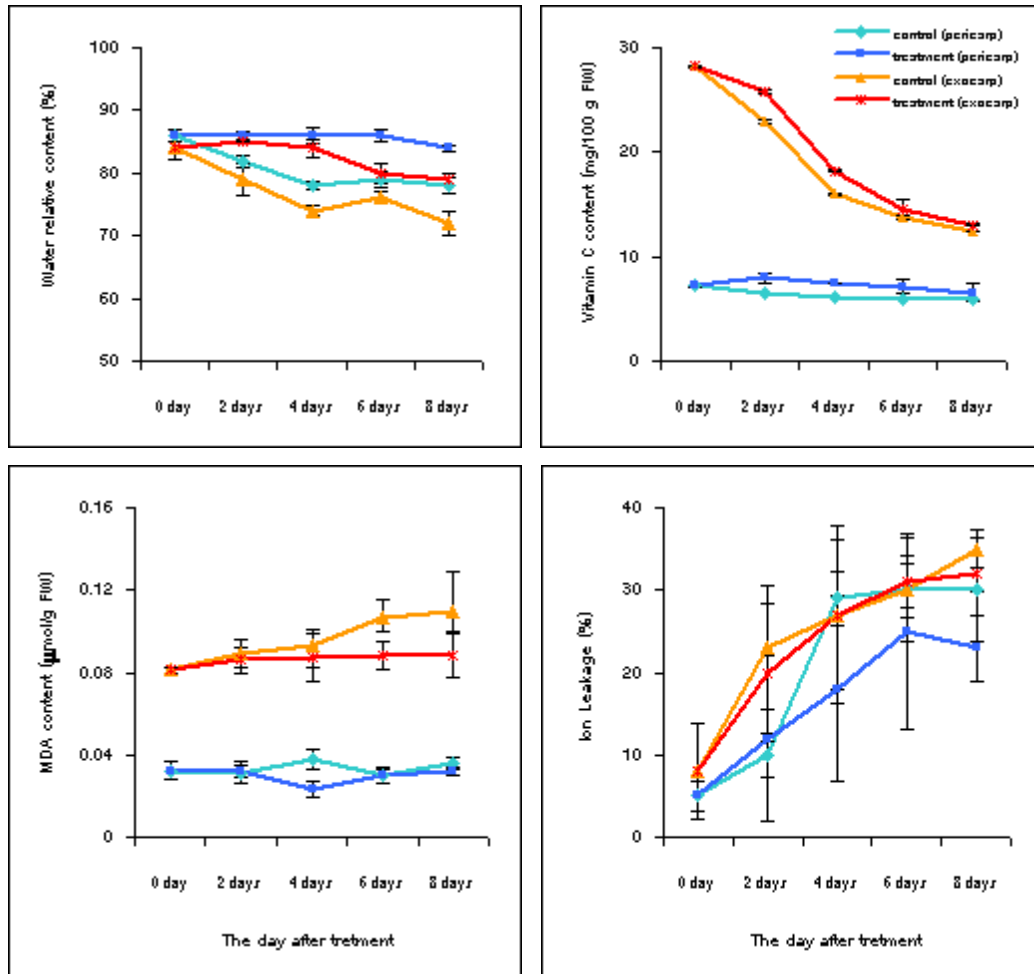 Water relative content (%)
100
90
80
70
60
50
0 day 2 days 4 days 6 days 8 days
Vitamin C content (mg/100 g FW)
30
20
10
0
0 day 2 days 4 days 6 days 8 days
control (pericarp)
treatment (pericarp)
control (exocarp)
treatment (exocarp)
MDA content (μmol/g FW)
0.16
0.12
0.08
0.04
0
0 day 2 days 4 days 6 days 8 days
The day after tretment
Ion Leakage (%)
40
30
20
10
0
0 day 2 days 4 days 6 days 8 days
The day after tretment